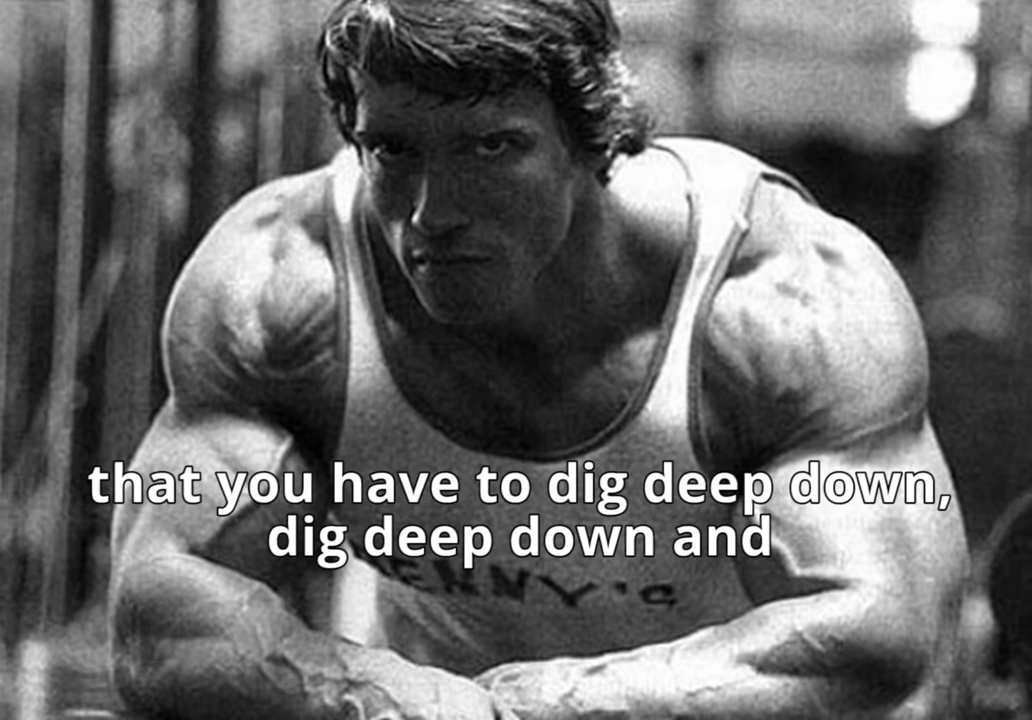 that you have to dig deep down,
dig deep down and